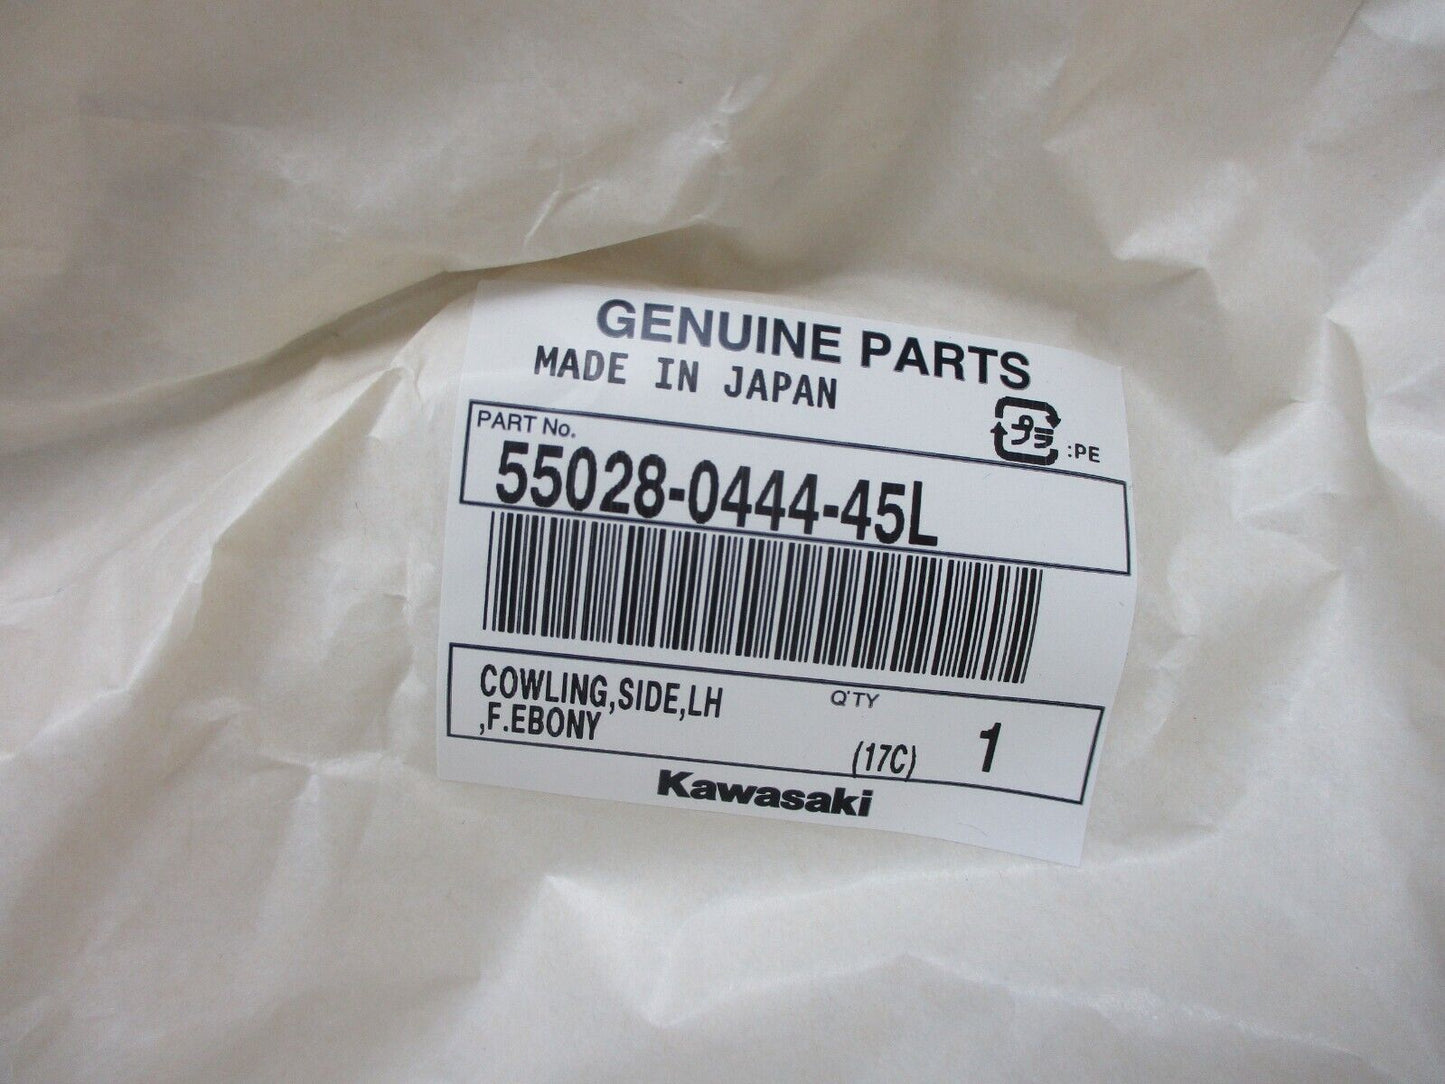 GENUINE PARTS
MADE IN JAPAN
プラ :PE
PART No.
55028-0444-45L
COWLING,SIDE,LH
,F.EBONY
Q'TY
(17C) 1
Kawasaki